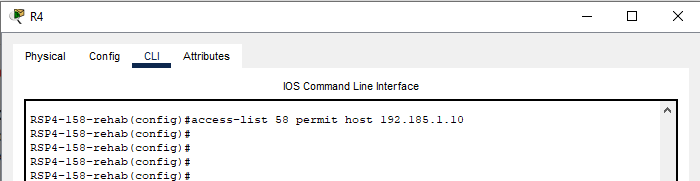 R4
Physical Config CLI Attributes
IOS Command Line Interface
RSP4-158-rehab(config)#access-list 58 permit host 192.185.1.10
RSP4-158-rehab(config)#
RSP4-158-rehab(config)#
RSP4-158-rehab(config)#
RSP4-158-rehab(config)#